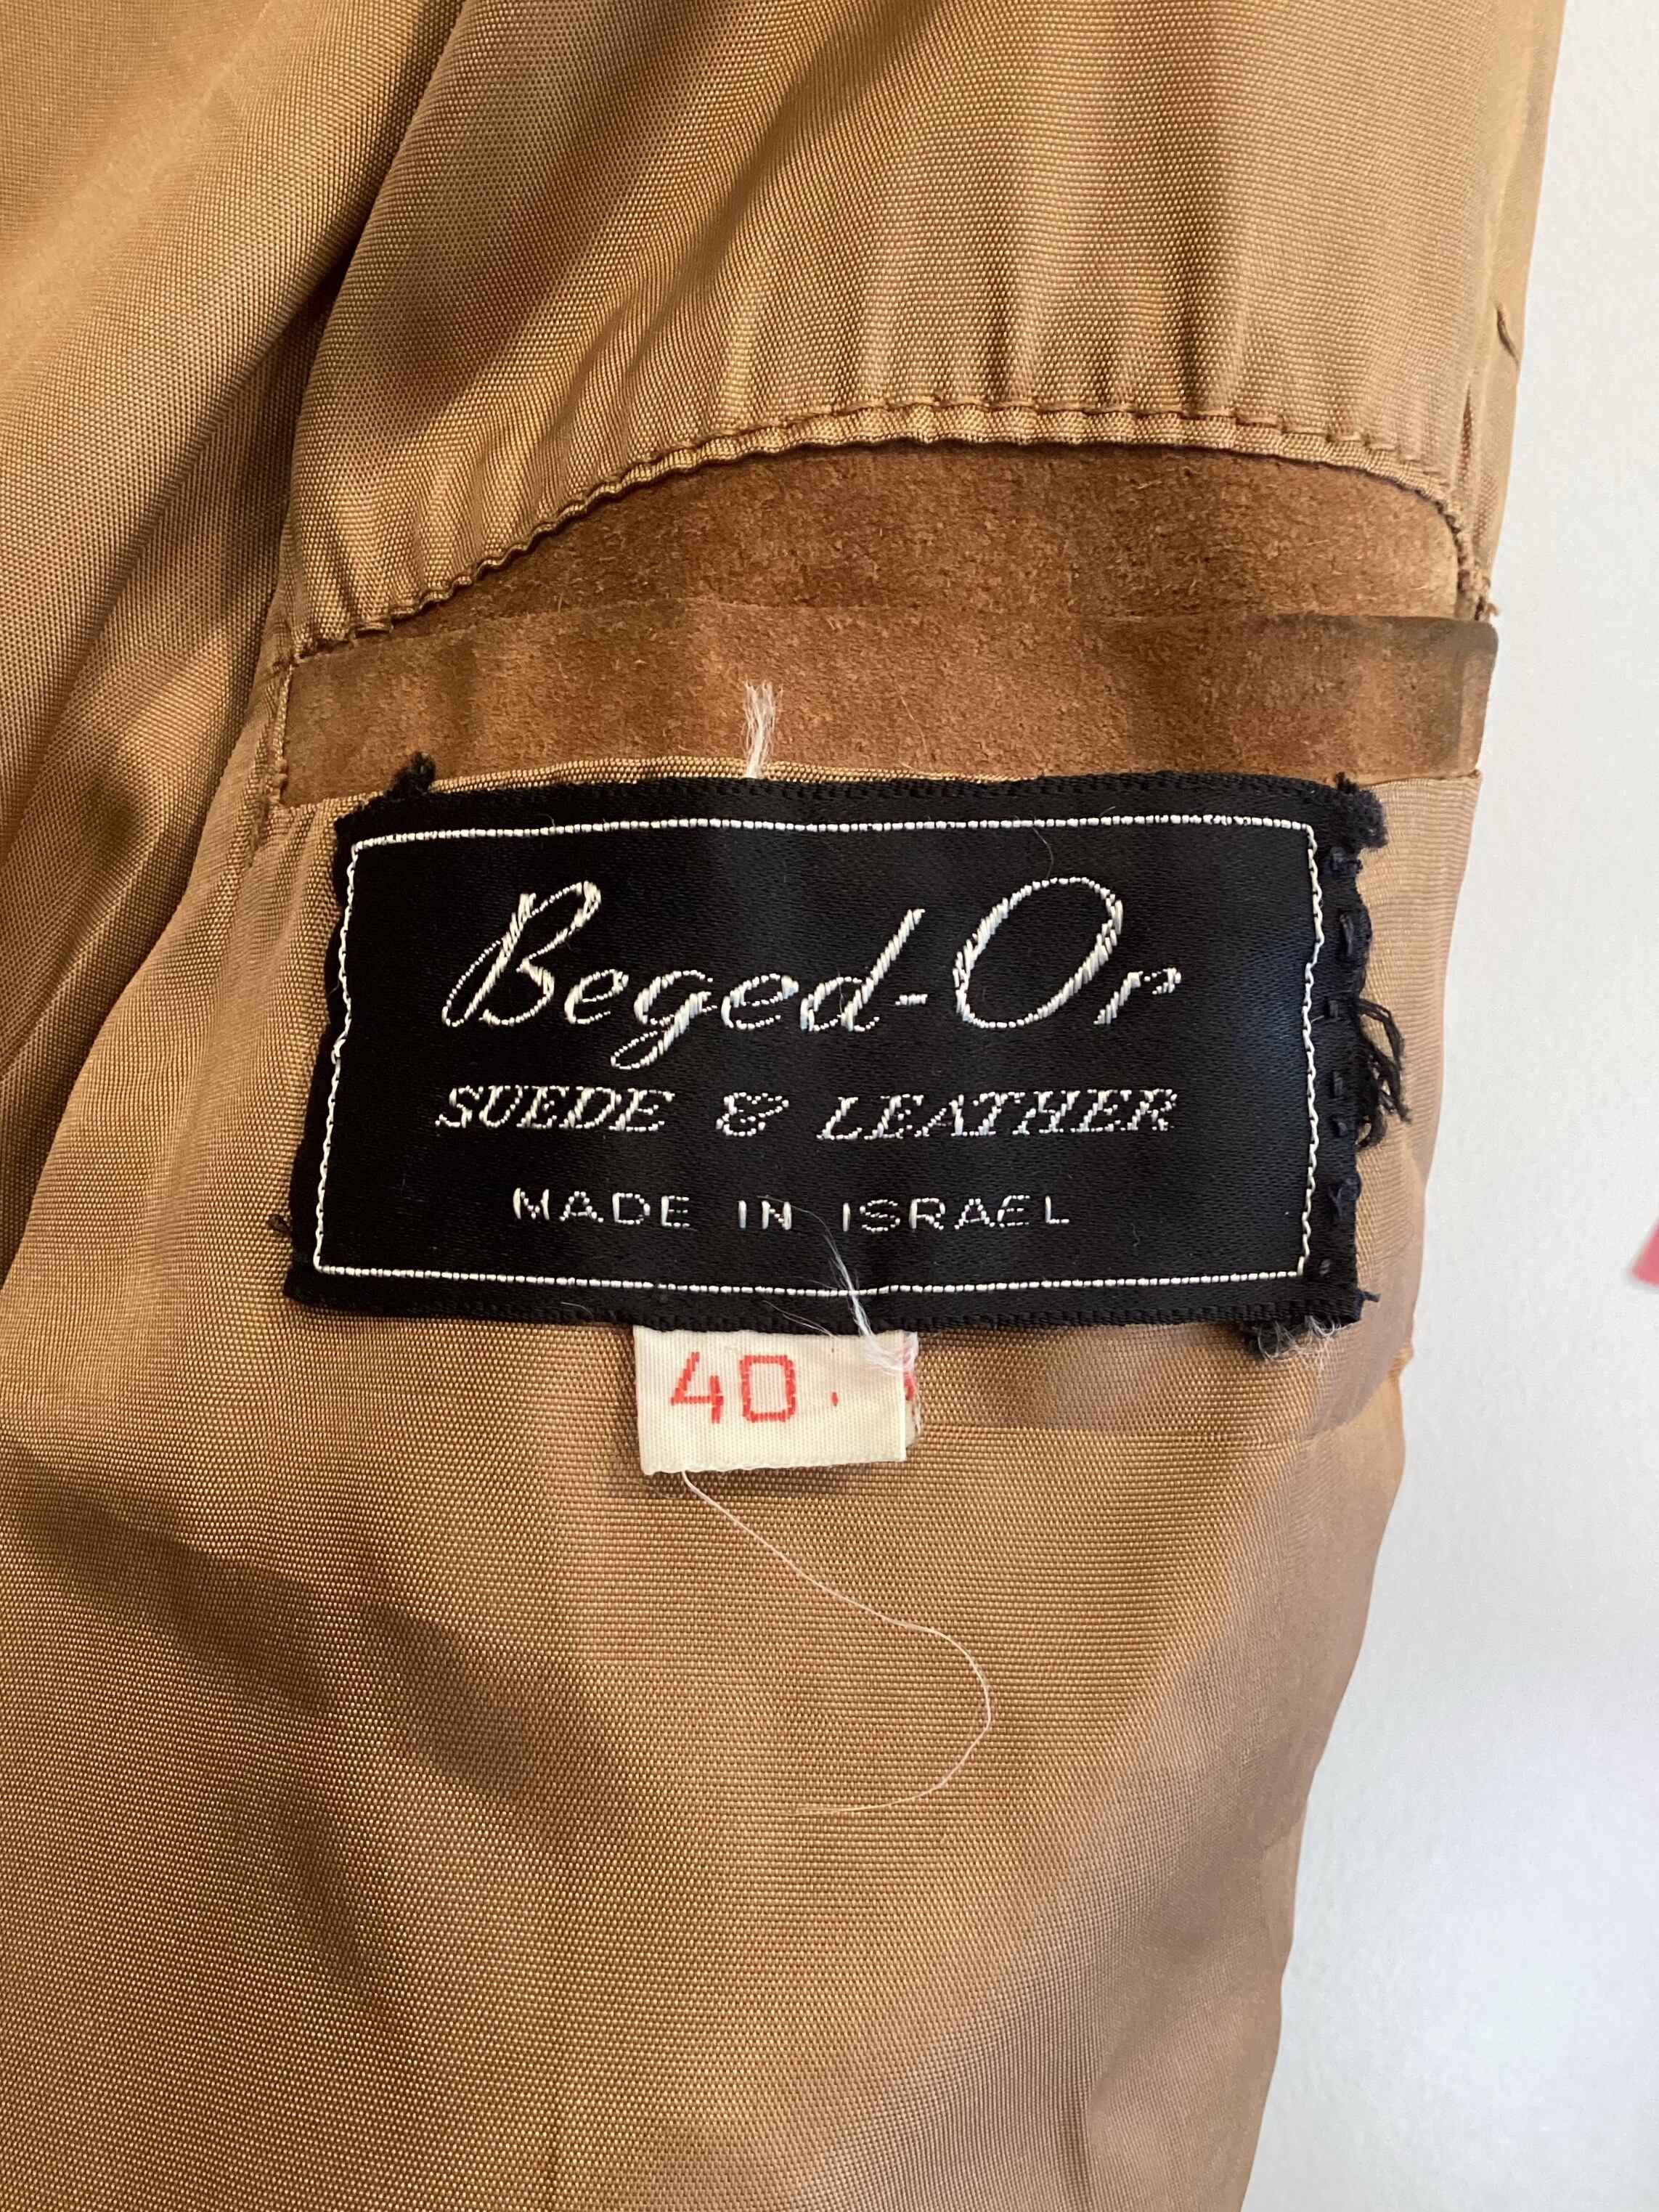 Beged-Or
SUEDE & LEATHER
MADE IN ISRAEL
40.